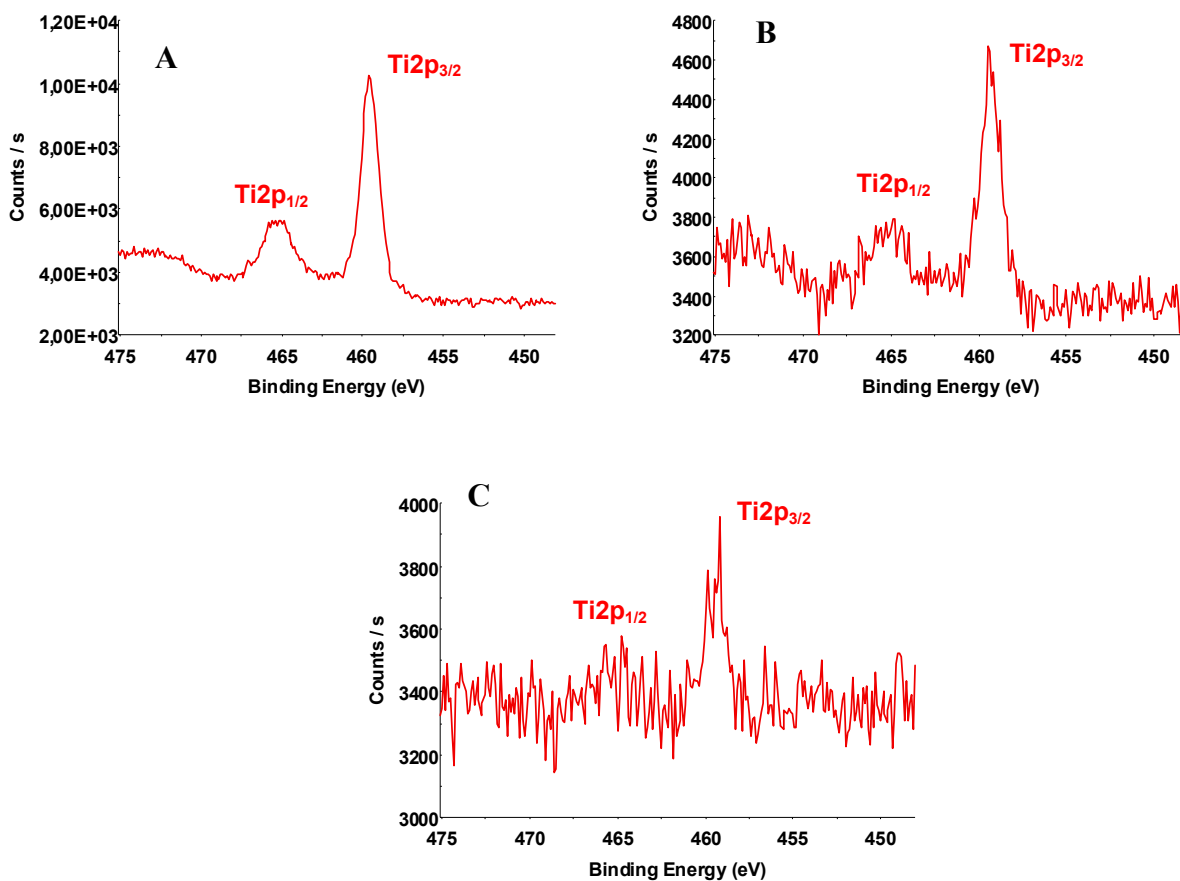 A
Ti2p3/2
Ti2p1/2
Counts / s
1,20E+04
1,00E+04
8,00E+03
6,00E+03
4,00E+03
2,00E+03
475 470 465 460 455 450
Binding Energy (eV)
B
Ti2p3/2
Ti2p1/2
Counts / s
4800
4600
4400
4200
4000
3800
3600
3400
3200
475 470 465 460 455 450
Binding Energy (eV)
C
Ti2p3/2
Ti2p1/2
Counts / s
4000
3800
3600
3400
3200
3000
475 470 465 460 455 450
Binding Energy (eV)